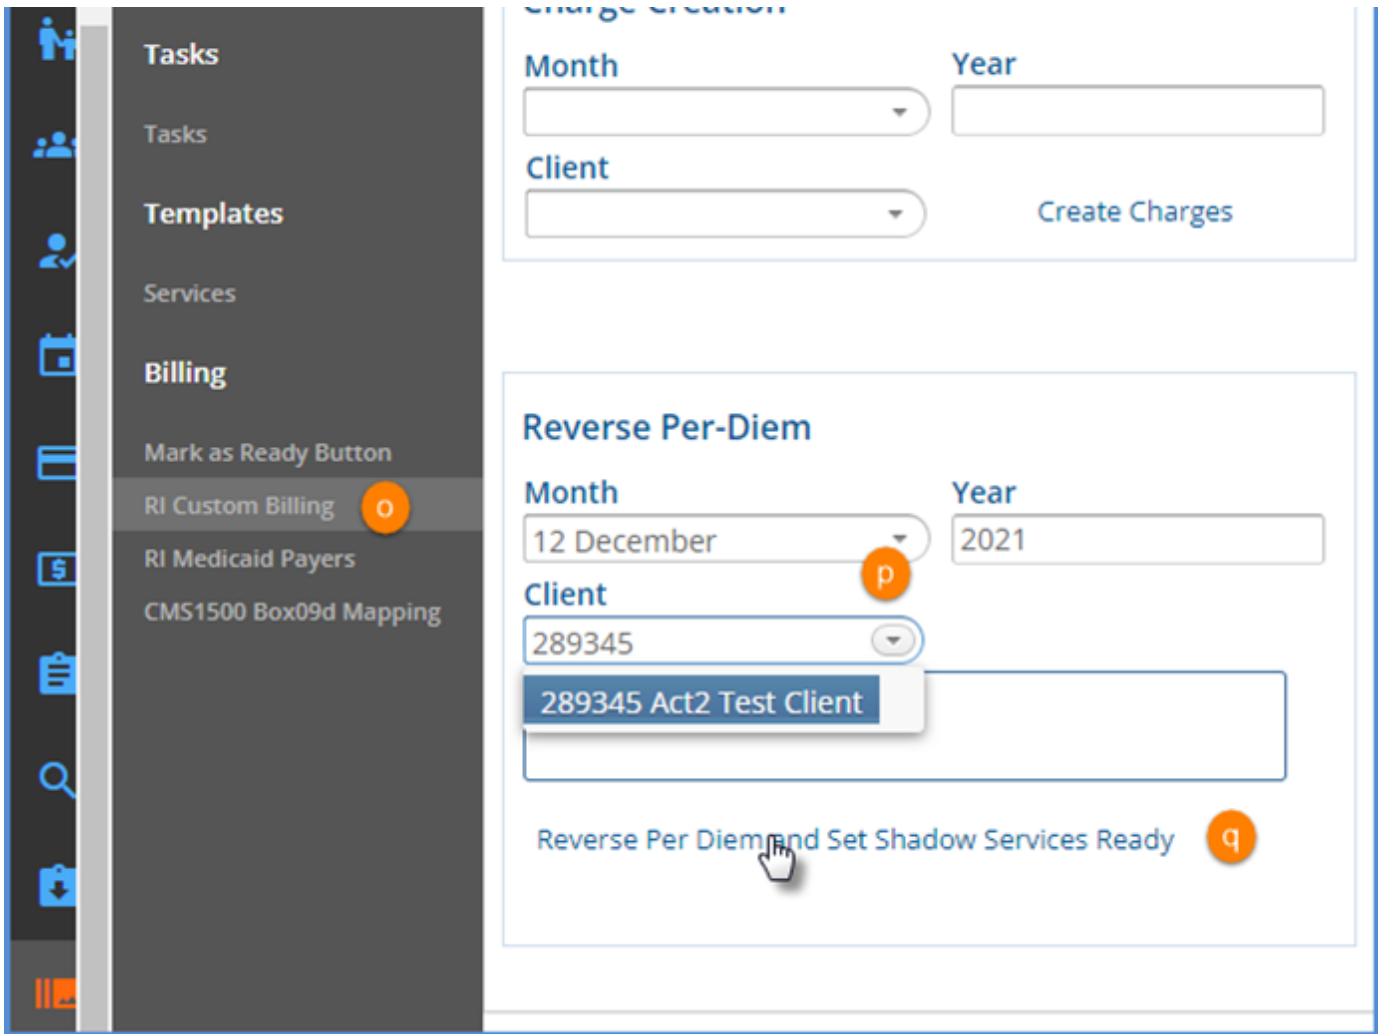 Tasks
Tasks
Templates
Services
Billing
Mark as Ready Button
RI Custom Billing o
RI Medicaid Payers
CMS1500 Box09d Mapping
Charge Creation
Month Year
Client
Create Charges
Reverse Per-Diem
Month Year
12 December 2021
p
Client
289345
289345 Act2 Test Client
Reverse Per Diem and Set Shadow Services Ready q
$